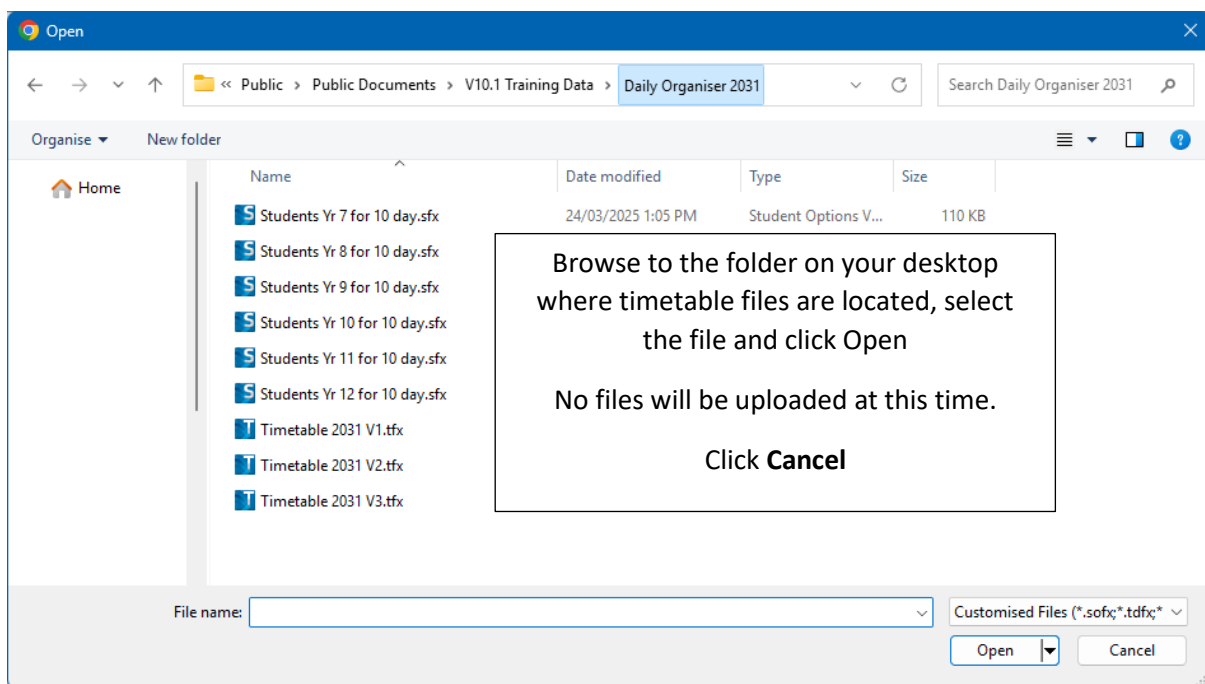 Open
« Public › Public Documents › V10.1 Training Data › Daily Organiser 2031
Search Daily Organiser 2031
Organise
New folder
Home
Name Date modified Type Size
Students Yr 7 for 10 day.sfx 24/03/2025 1:05 PM Student Options V... 110 KB
Students Yr 8 for 10 day.sfx
Students Yr 9 for 10 day.sfx
Students Yr 10 for 10 day.sfx
Students Yr 11 for 10 day.sfx
Students Yr 12 for 10 day.sfx
Timetable 2031 V1.tfx
Timetable 2031 V2.tfx
Timetable 2031 V3.tfx
Browse to the folder on your desktop
where timetable files are located, select
the file and click Open
No files will be uploaded at this time.
Click Cancel
File name:
Customised Files (*.sofx;*.tdfx;*
Open Cancel